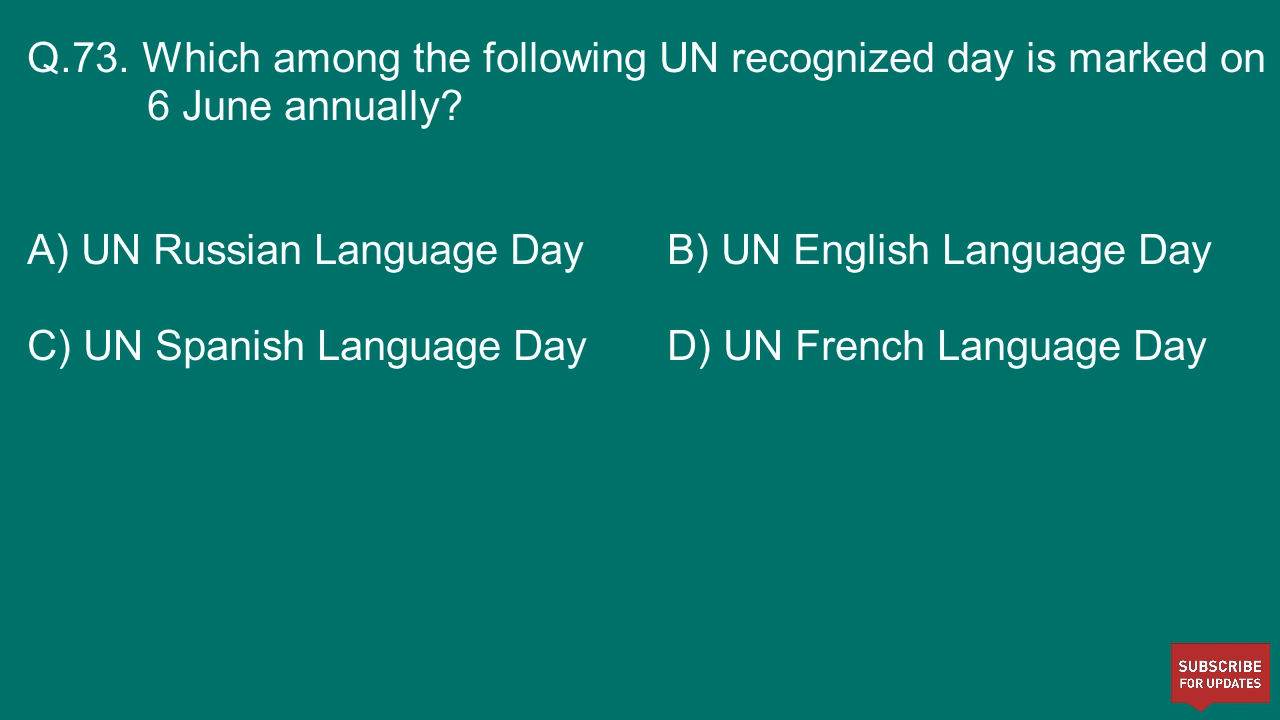 Q.73. Which among the following UN recognized day is marked on
6 June annually?
A) UN Russian Language Day
B) UN English Language Day
C) UN Spanish Language Day
D) UN French Language Day
SUBSCRIBE
FOR UPDATES